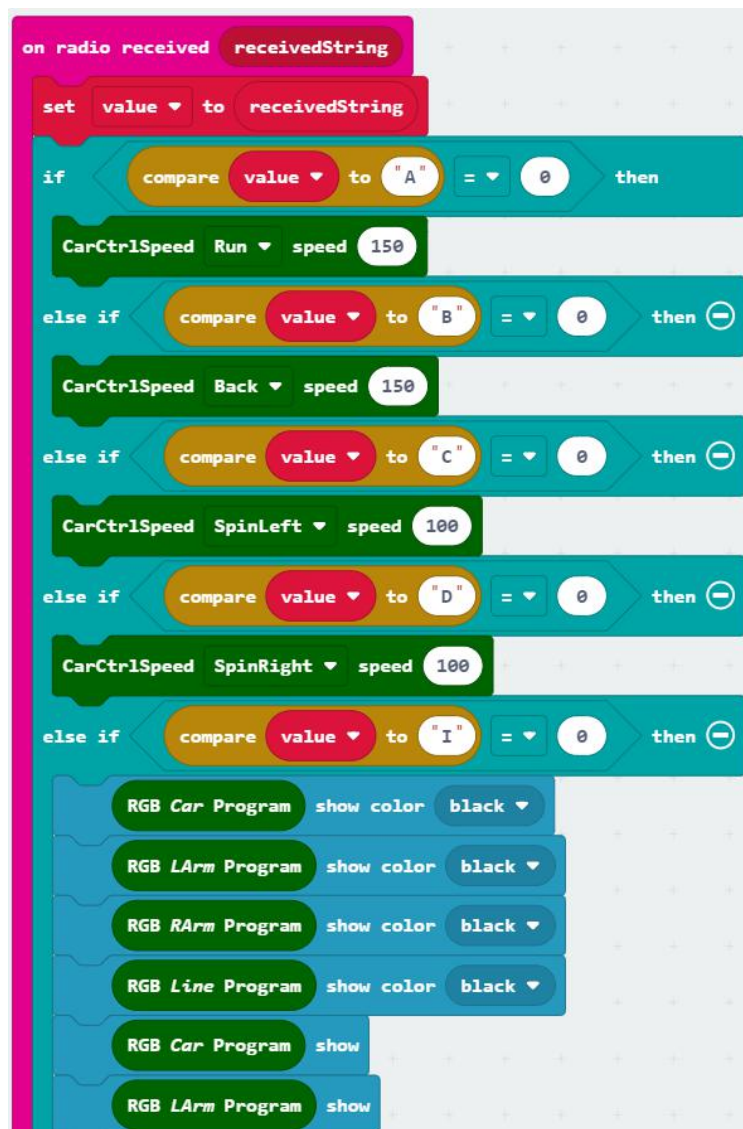 on radio received receivedString
set value to receivedString
if compare value to "A" = 0 then
CarCtrlSpeed Run speed 150
else if compare value to "B" = 0 then
CarCtrlSpeed Back speed 150
else if compare value to "C" = 0 then
CarCtrlSpeed SpinLeft speed 100
else if compare value to "D" = 0 then
CarCtrlSpeed SpinRight speed 100
else if compare value to "I" = 0 then
RGB Car Program show color black
RGB LArm Program show color black
RGB RArm Program show color black
RGB Line Program show color black
RGB Car Program show
RGB LArm Program show